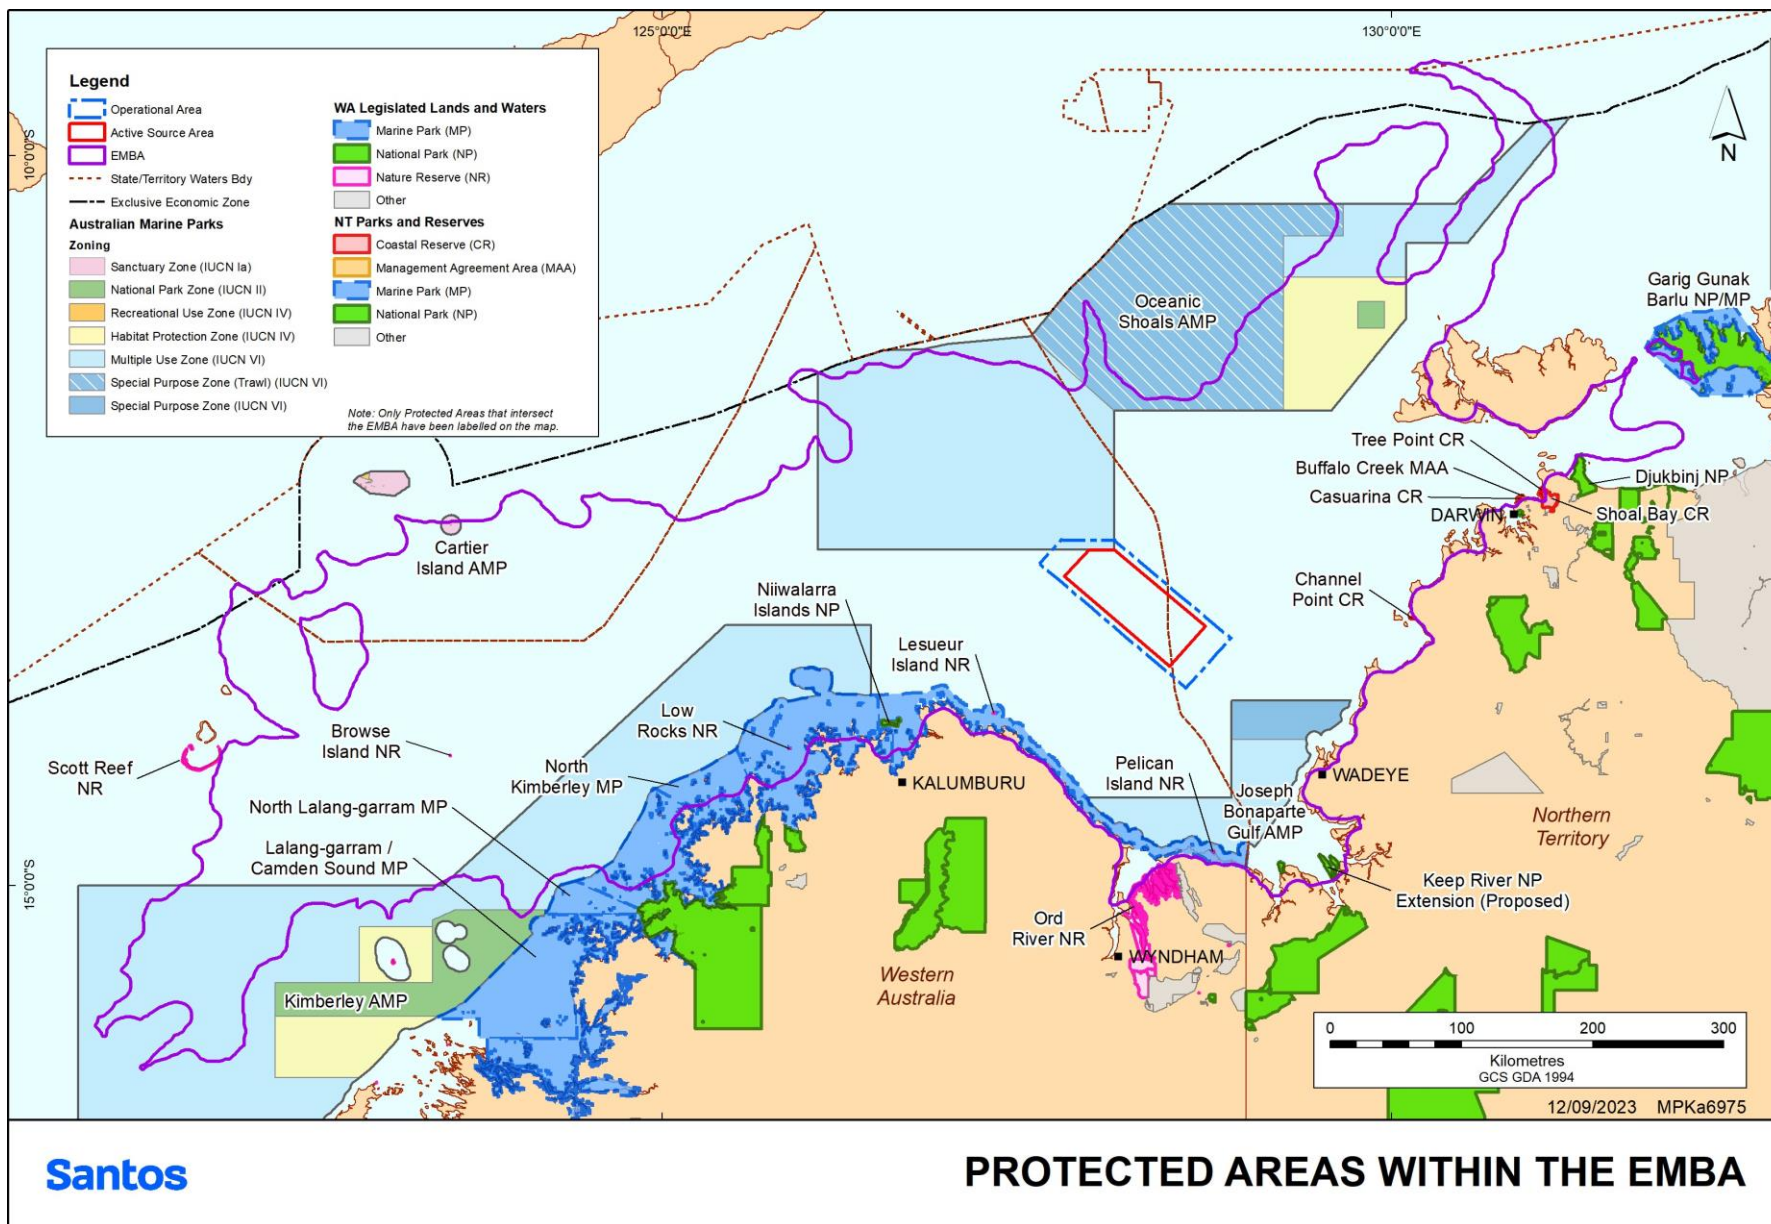 125°0'0"E
130°0'0"E
10°0'0"S
15°0'0"S
Legend
Operational Area
Active Source Area
EMBA
State/Territory Waters Bdy
Exclusive Economic Zone
Australian Marine Parks
Zoning
Sanctuary Zone (IUCN Ia)
National Park Zone (IUCN II)
Recreational Use Zone (IUCN IV)
Habitat Protection Zone (IUCN IV)
Multiple Use Zone (IUCN VI)
Special Purpose Zone (Trawl) (IUCN VI)
Special Purpose Zone (IUCN VI)
WA Legislated Lands and Waters
Marine Park (MP)
National Park (NP)
Nature Reserve (NR)
Other
NT Parks and Reserves
Coastal Reserve (CR)
Management Agreement Area (MAA)
Marine Park (MP)
National Park (NP)
Other
Note: Only Protected Areas that intersect
the EMBA have been labelled on the map.
N
Garig Gunak
Barlu NP/MP
Oceanic
Shoals AMP
Tree Point CR
Buffalo Creek MAA
Djukbinj NP
Casuarina CR
DARWIN
Shoal Bay CR
Cartier
Island AMP
Channel
Point CR
Niiwalarra
Islands NP
Lesueur
Island NR
Low
Rocks NR
Browse
Island NR
Scott Reef
NR
North
Kimberley MP
KALUMBURU
Pelican
Island NR
Joseph
Bonaparte
Gulf AMP
WADEYE
Northern
Territory
North Lalang-garram MP
Lalang-garram /
Camden Sound MP
Keep River NP
Extension (Proposed)
Ord
River NR
WYNDHAM
Western
Australia
Kimberley AMP
0 100 200 300
Kilometres
GCS GDA 1994
12/09/2023 MPKa6975
Santos
PROTECTED AREAS WITHIN THE EMBA